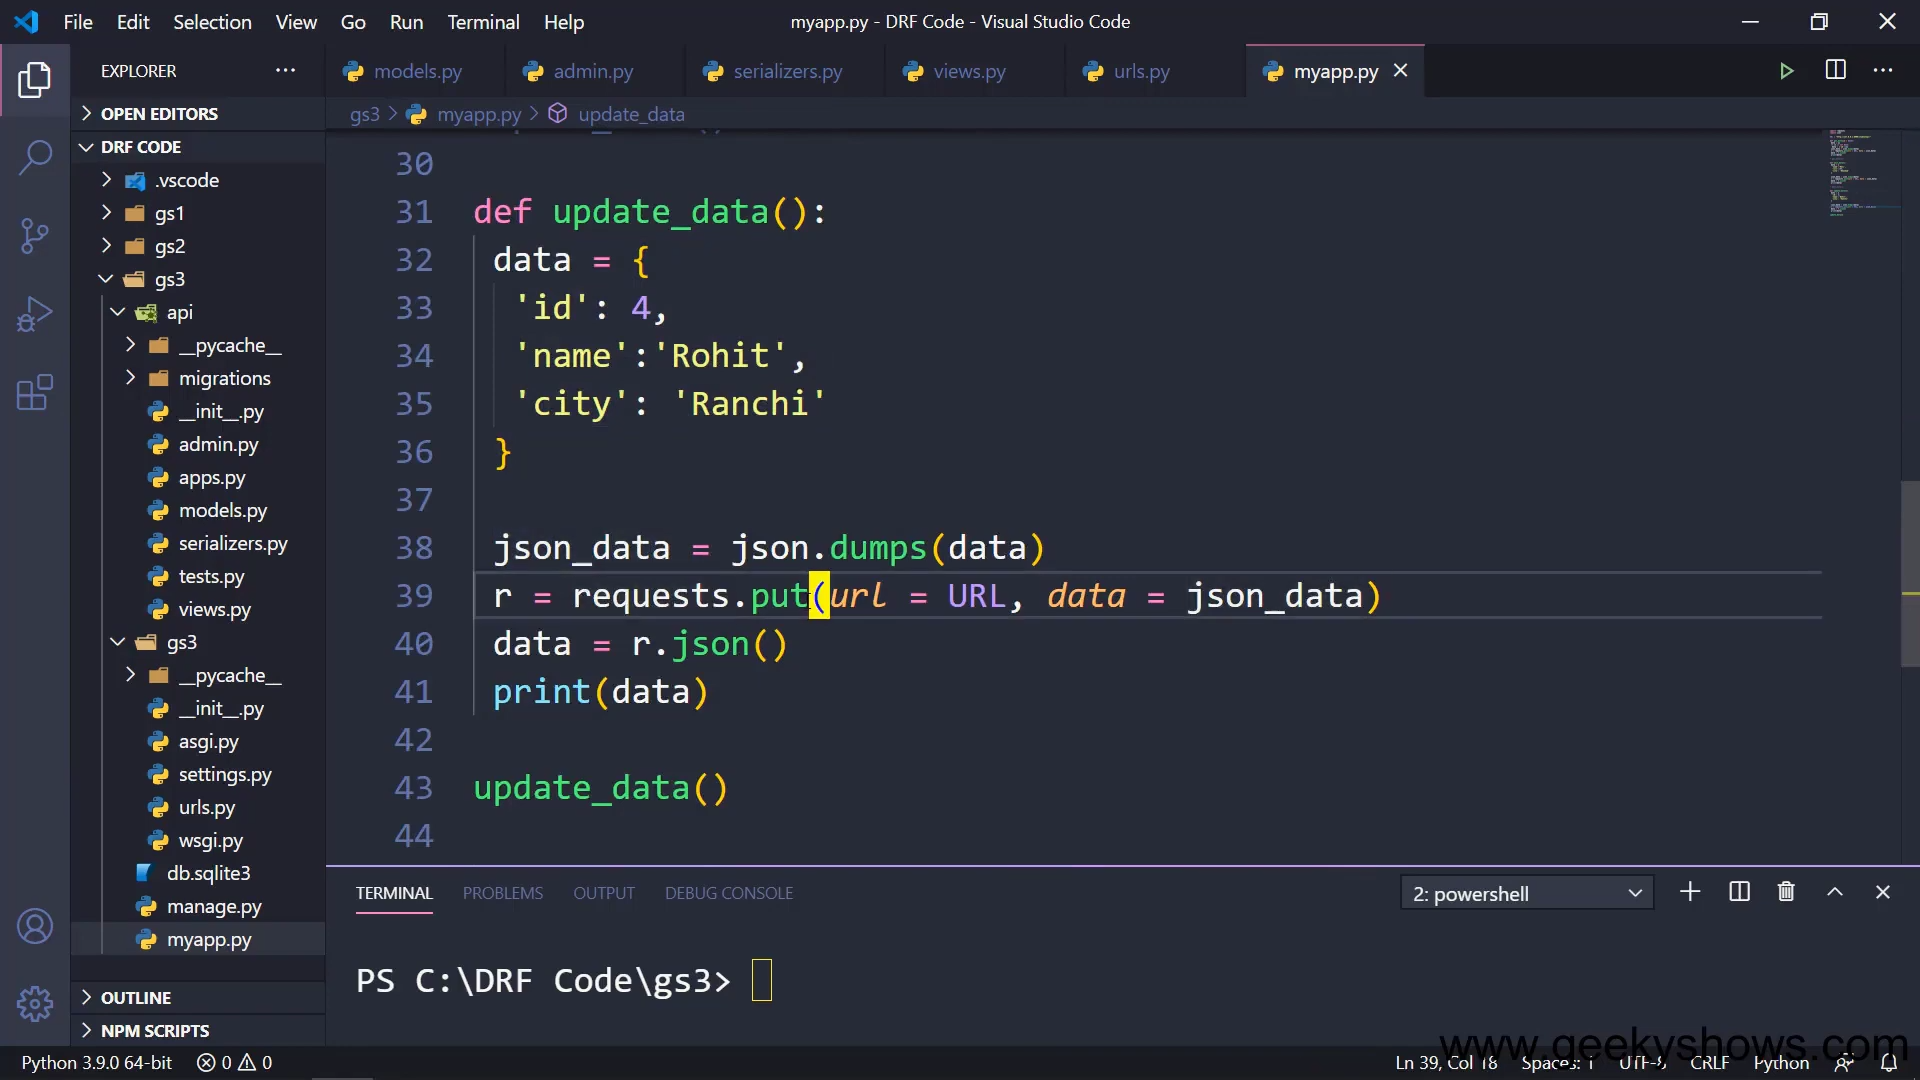 File Edit Selection View Go Run Terminal Help
myapp.py - DRF Code - Visual Studio Code
EXPLORER
models.py
admin.py
serializers.py
views.py
urls.py
myapp.py
OPEN EDITORS
gs3 > myapp.py > update_data
DRF CODE
.vscode
gs1
gs2
gs3
api
__pycache__
migrations
__init__.py
admin.py
apps.py
models.py
serializers.py
tests.py
views.py
gs3
__pycache__
__init__.py
asgi.py
settings.py
urls.py
wsgi.py
db.sqlite3
manage.py
myapp.py
OUTLINE
NPM SCRIPTS
30
31 def update_data():
32 data = {
33 'id': 4,
34 'name':'Rohit',
35 'city': 'Ranchi'
36 }
37
38 json_data = json.dumps(data)
39 r = requests.put(url = URL, data = json_data)
40 data = r.json()
41 print(data)
42
43 update_data()
44
TERMINAL PROBLEMS OUTPUT DEBUG CONSOLE
2: powershell
PS C:\DRF Code\gs3>
www.geekyshows.com
Python 3.9.0 64-bit 0 0
Ln 39, Col 18 Spaces: 1 UTF-8 CRLF Python